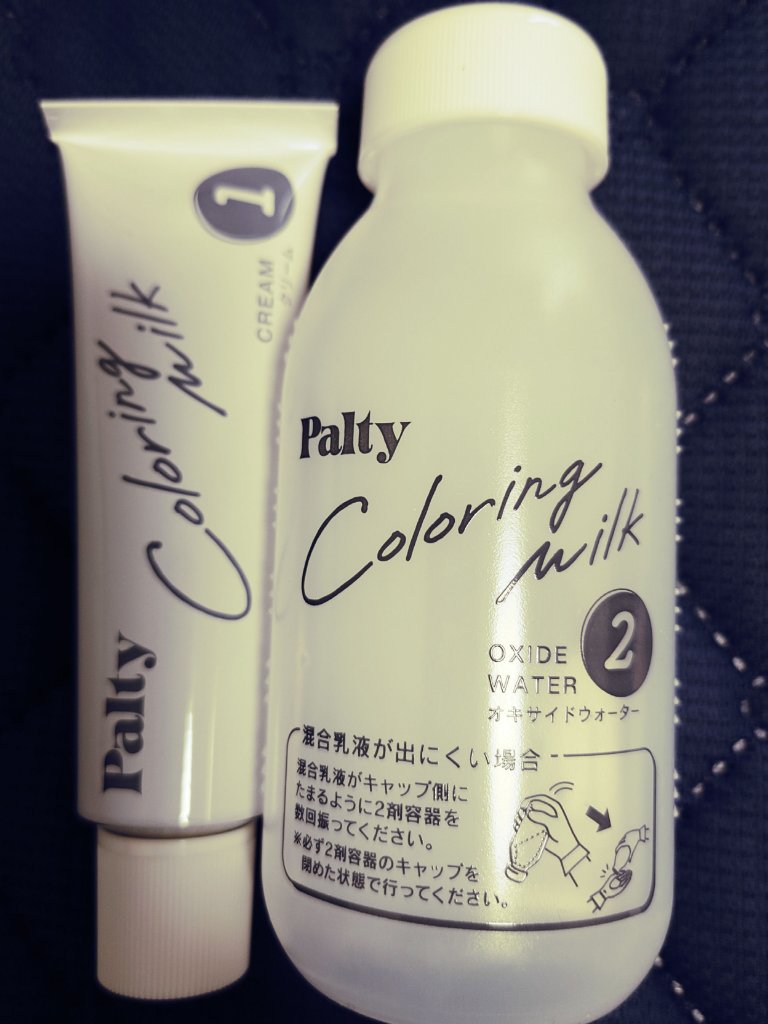 1
CREAM
クリーム
Coloring
milk
Palty
Palty
Coloring
milk
OXIDE
WATER
2
オキサイドウォーター
混合乳液が出にくい場合
混合乳液がキャップ側に
たまるように2剤容器を
数回振ってください。
※必ず2剤容器のキャップを
閉めた状態で行ってください。